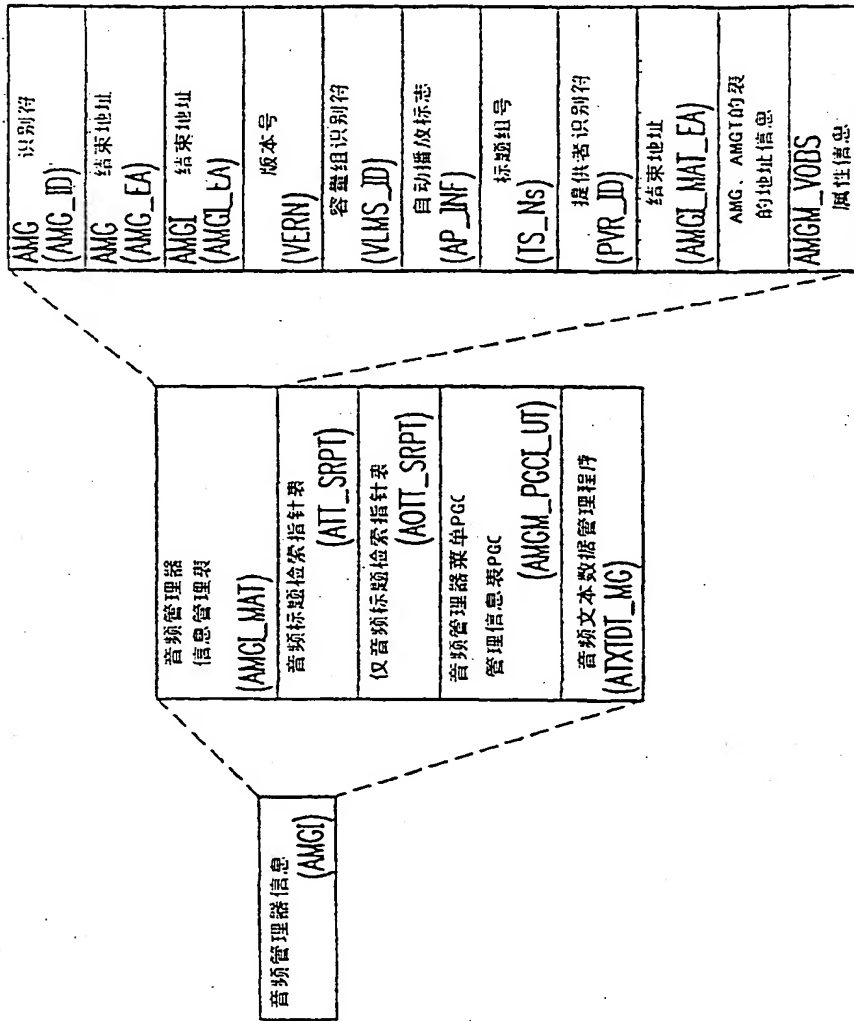 音频管理器信息
(AMGI)
音频管理器
信息管理表
(AMGI_MAT)
音频标题检索指针表
(ATT_SRPT)
仅音频标题检索指针表
(AOTT_SRPT)
音频管理器菜单PGC
管理信息表PGC
(AMGM_PGCI_UT)
音频文本数据管理程序
(ATXTDT_MG)
AMG 识别符
(AMG_ID)
AMG 结束地址
(AMG_EA)
AMGI 结束地址
(AMGI_EA)
版本号
(VERN)
容量组识别符
(VLMS_ID)
自动播放标志
(AP_INF)
标题组号
(TS_Ns)
提供者识别符
(PVR_ID)
结束地址
(AMGI_MAT_EA)
AMG、AMGT的表
的地址信息
AMGM_VOBS
属性信息